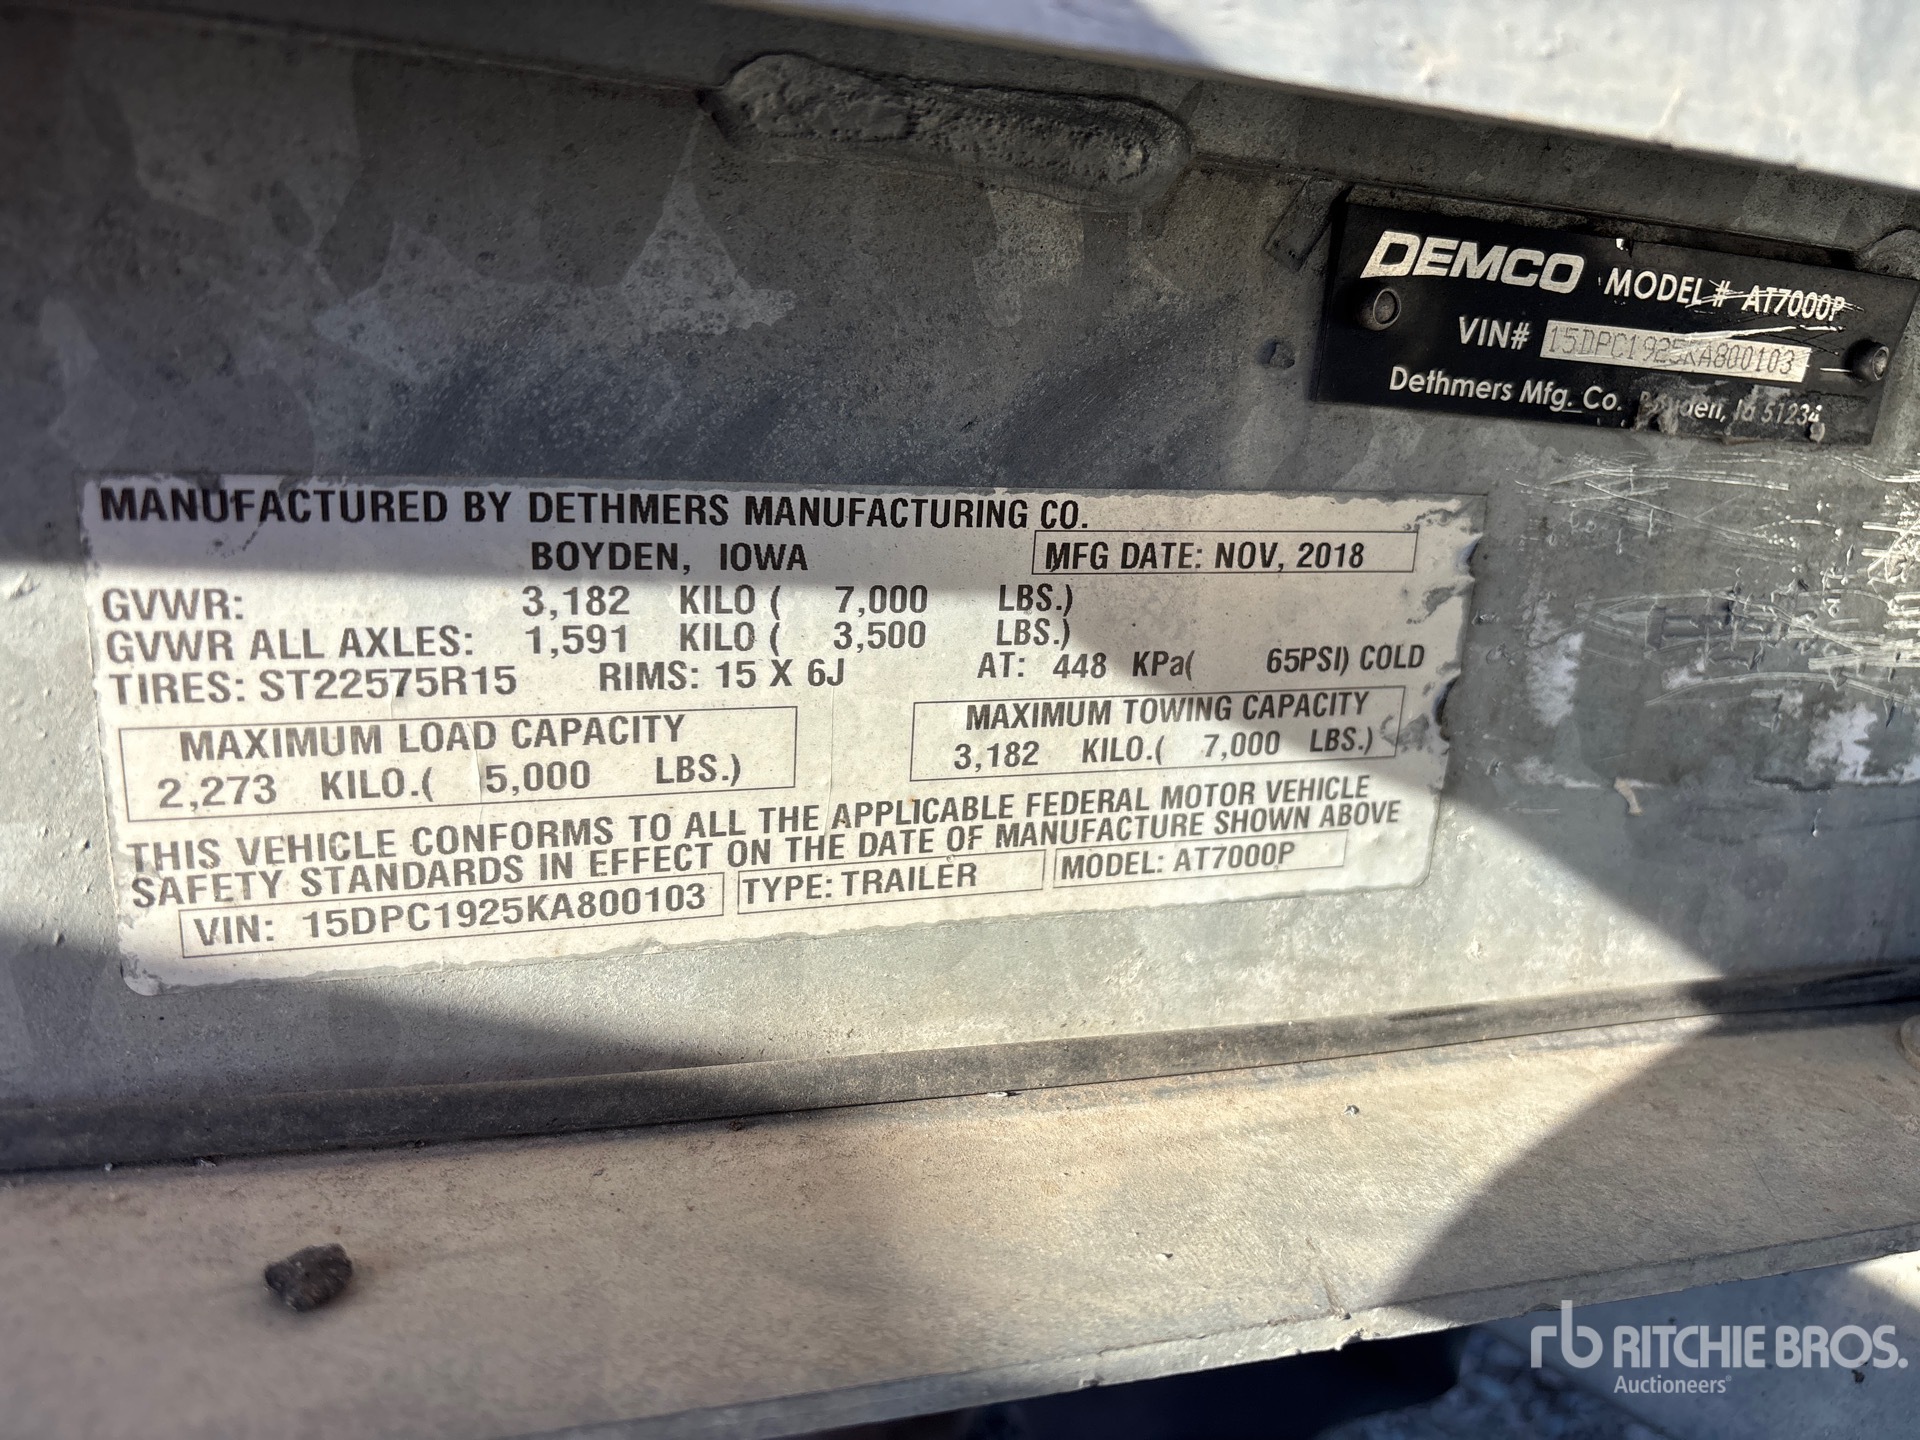 DEMCO MODEL# AT7000P
VIN# 15DPC1925KA800103
Dethmers Mfg. Co. Boyden, Ia 51234
MANUFACTURED BY DETHMERS MANUFACTURING CO.
BOYDEN, IOWA MFG DATE: NOV, 2018
GVWR: 3,182 KILO ( 7,000 LBS.)
GVWR ALL AXLES: 1,591 KILO ( 3,500 LBS.)
TIRES: ST22575R15 RIMS: 15 X 6J AT: 448 KPa( 65PSI) COLD
MAXIMUM LOAD CAPACITY
2,273 KILO.( 5,000 LBS.)
MAXIMUM TOWING CAPACITY
3,182 KILO.( 7,000 LBS.)
THIS VEHICLE CONFORMS TO ALL THE APPLICABLE FEDERAL MOTOR VEHICLE
SAFETY STANDARDS IN EFFECT ON THE DATE OF MANUFACTURE SHOWN ABOVE
VIN: 15DPC1925KA800103 TYPE: TRAILER MODEL: AT7000P
rb RITCHIE BROS.
Auctioneers